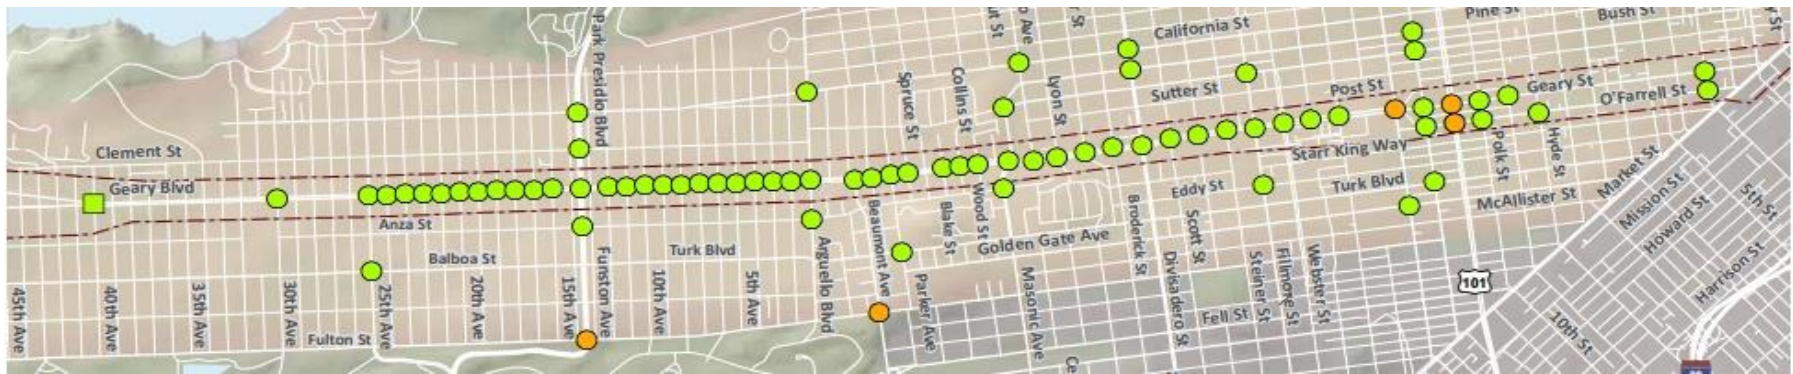 Park Presidio Blvd
California St
Pine St
Bush St
Spruce St
Collins St
Lyon St
Sutter St
Post St
Geary St
O'Farrell St
Clement St
Geary Blvd
Starr King Way
Polk St
Hyde St
Market St
Anza St
Eddy St
Turk Blvd
McAllister St
Mission St
5th St
Wood St
Blake St
Beaumont Ave
Broderick St
Scott St
Howard St
Balboa St
Turk Blvd
Golden Gate Ave
Arguello Blvd
Funston Ave
Harrison St
45th Ave
40th Ave
35th Ave
30th Ave
25th Ave
20th Ave
15th Ave
10th Ave
5th Ave
Parker Ave
Masonic Ave
Divisadero St
Steiner St
Fillmore St
Webster St
101
Fulton St
Fell St
10th St